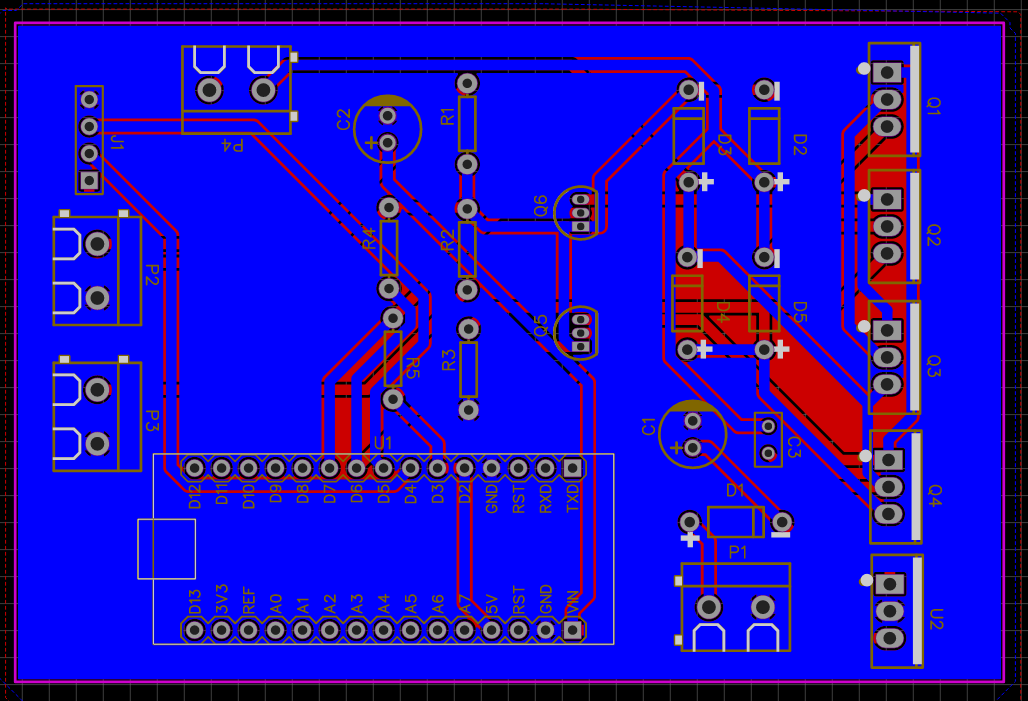 P4
J1
C2
R1
D3
D2
Q1
P2
R4
R2
Q6
Q2
P3
R5
R3
Q5
D4
D5
Q3
U1
C1
C3
D12 D11 D10 D9 D8 D7 D6 D5 D4 D3 D2 GND RST RXD TXD
D1
Q4
P1
D13 3V3 REF A0 A1 A2 A3 A4 A5 A6 A7 5V RST GND VIN
U2